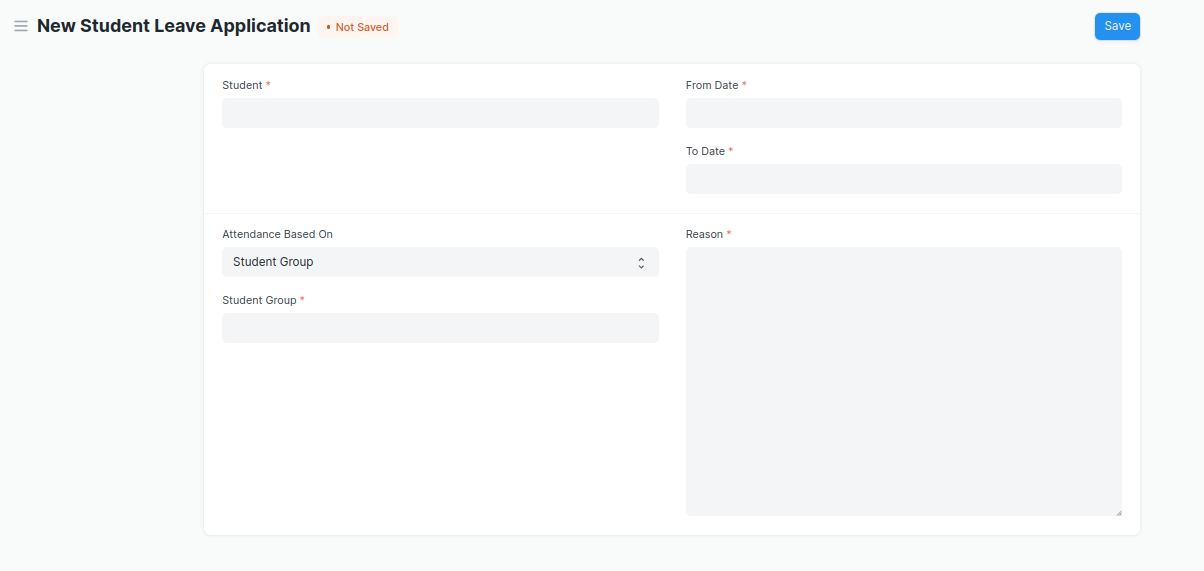 New Student Leave Application
• Not Saved
Save
Student *
From Date *
To Date *
Attendance Based On
Student Group
Student Group *
Reason *